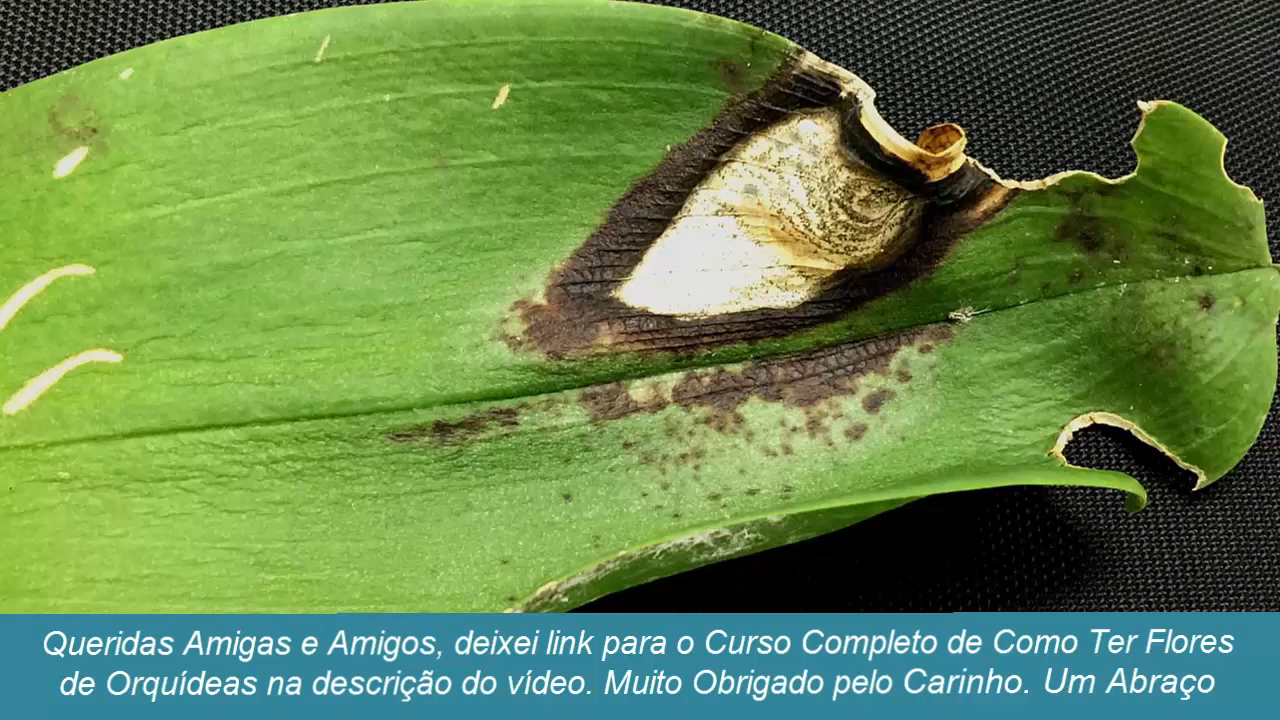 Queridas Amigas e Amigos, deixei link para o Curso Completo de Como Ter Flores
de Orquídeas na descrição do vídeo. Muito Obrigado pelo Carinho. Um Abraço